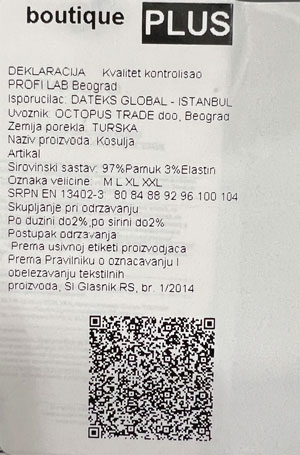 boutique PLUS
DEKLARACIJA Kvalitet kontrolisao
PROFI LAB Beograd
Isporucilac: DATEKS GLOBAL - ISTANBUL
Uvoznik: OCTOPUS TRADE doo, Beograd
Zemija porekla: TURSKA
Naziv proizvoda: Kosulja
Artikal
Sirovinski sastav: 97%Pamuk 3%Elastin
Oznaka velicine: M L XL XXL
SRPN EN 13402-3 80 84 88 92 96 100 104
Skupljanje pri odrzavanju
Po duzini do2%,po sirini do2%
Postupak odrzavanja
Prema usivnoj etiketi proizvodjaca
Prema Pravilniku o oznacavanju I
obelezavanju tekstilnih
proizvoda, Sl Glasnik RS, br. 1/2014